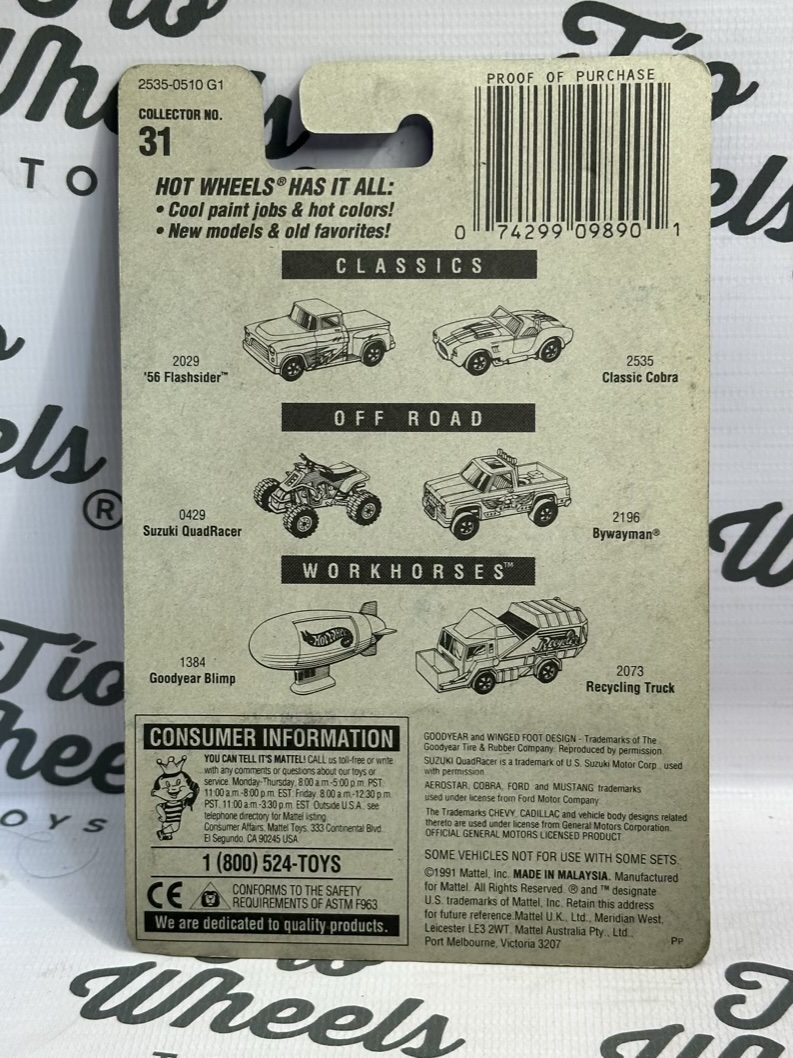 2535-0510 G1
COLLECTOR NO.
31
PROOF OF PURCHASE
0 74299 09890 1
HOT WHEELS® HAS IT ALL:
• Cool paint jobs & hot colors!
• New models & old favorites!
CLASSICS
2029
'56 Flashsider™
2535
Classic Cobra
OFF ROAD
0429
Suzuki QuadRacer
2196
Bywayman®
WORKHORSES™
Hot Wheels
1384
Goodyear Blimp
2073
Recycling Truck
CONSUMER INFORMATION
YOU CAN TELL IT'S MATTEL! CALL us toll-free or write
with any comments or questions about our toys or
service. Monday-Thursday, 8:00 a.m.-5:00 p.m. PST.
11:00 a.m.-8:00 p.m. EST. Friday. 8:00 a.m.-12:30 p.m.
PST, 11:00 a.m.-3:30 p.m. EST. Outside U.S.A. see
telephone directory for Mattel listing.
Consumer Affairs, Mattel Toys, 333 Continental Blvd.
El Segundo, CA 90245 USA
1 (800) 524-TOYS
CE
CONFORMS TO THE SAFETY
REQUIREMENTS OF ASTM F963
We are dedicated to quality products.
GOODYEAR and WINGED FOOT DESIGN - Trademarks of The
Goodyear Tire & Rubber Company. Reproduced by permission.
SUZUKI QuadRacer is a trademark of U.S. Suzuki Motor Corp., used
with permission.
AEROSTAR, COBRA, FORD and MUSTANG trademarks
used under license from Ford Motor Company.
The Trademarks CHEVY, CADILLAC and vehicle body designs related
thereto are used under license from General Motors Corporation.
OFFICIAL GENERAL MOTORS LICENSED PRODUCT
SOME VEHICLES NOT FOR USE WITH SOME SETS.
©1991 Mattel, Inc. MADE IN MALAYSIA. Manufactured
for Mattel. All Rights Reserved. ® and ™ designate
U.S. trademarks of Mattel, Inc. Retain this address
for future reference. Mattel U.K., Ltd., Meridian West,
Leicester LE3 2WT. Mattel Australia Pty., Ltd.,
Port Melbourne, Victoria 3207
PP
Tío
Wheels
®
TOYS